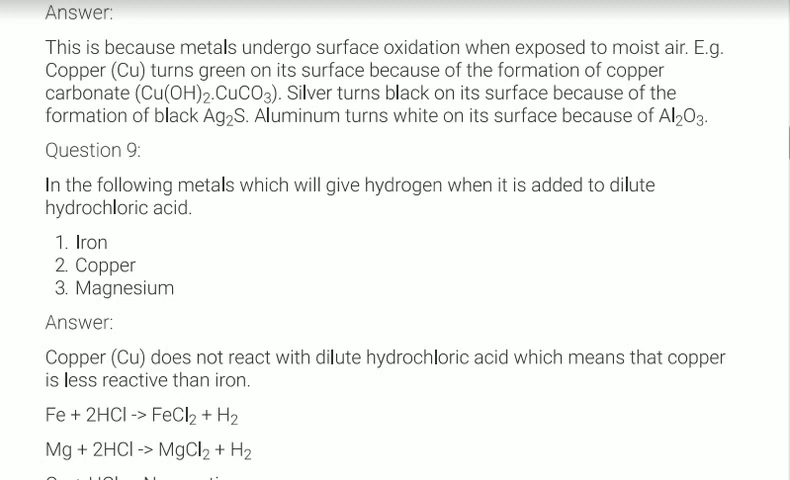 Answer:
This is because metals undergo surface oxidation when exposed to moist air. E.g.
Copper (Cu) turns green on its surface because of the formation of copper
carbonate (Cu(OH)₂.CuCO₃). Silver turns black on its surface because of the
formation of black Ag₂S. Aluminum turns white on its surface because of Al₂O₃.
Question 9:
In the following metals which will give hydrogen when it is added to dilute
hydrochloric acid.
1. Iron
2. Copper
3. Magnesium
Answer:
Copper (Cu) does not react with dilute hydrochloric acid which means that copper
is less reactive than iron.
Fe + 2HCl -> FeCl₂ + H₂
Mg + 2HCl -> MgCl₂ + H₂